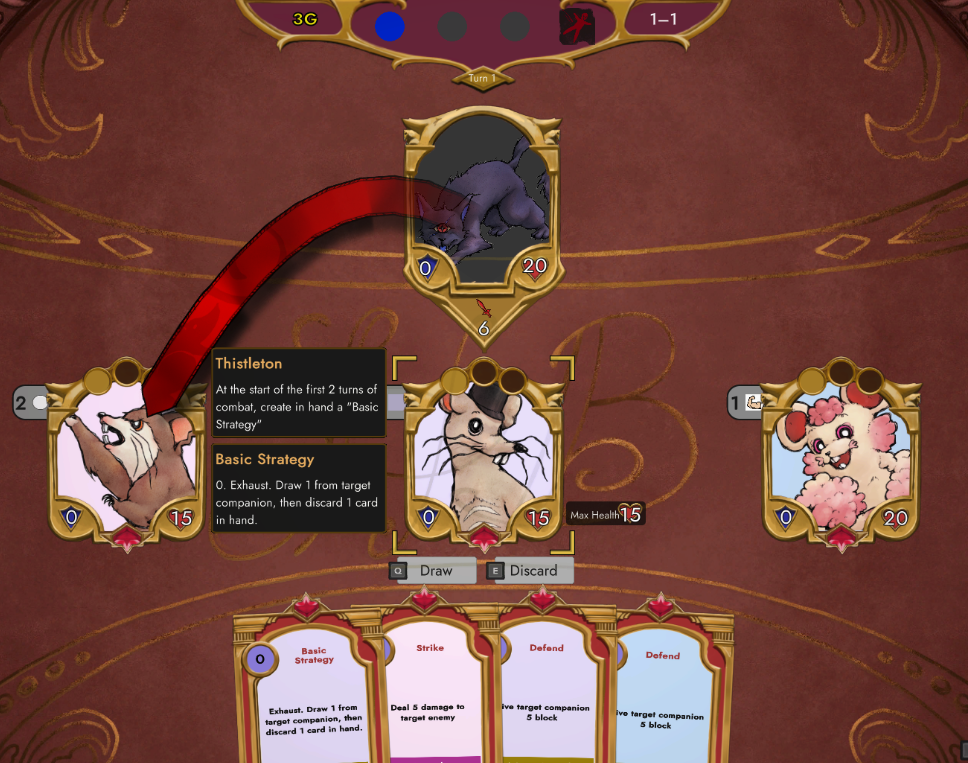 3G
1–1
Turn 1
0
20
6
Thistleton
At the start of the first 2 turns of
combat, create in hand a "Basic
Strategy"
Basic Strategy
0. Exhaust. Draw 1 from target
companion, then discard 1 card
in hand.
2
0
15
0
15
Max Health 15
1
0
20
Q Draw
E Discard
0
Basic
Strategy
Exhaust. Draw 1 from
target companion, then
discard 1 card in hand.
Strike
Deal 5 damage to
target enemy
Defend
ive target companion
5 block
Defend
ive target companion
5 block